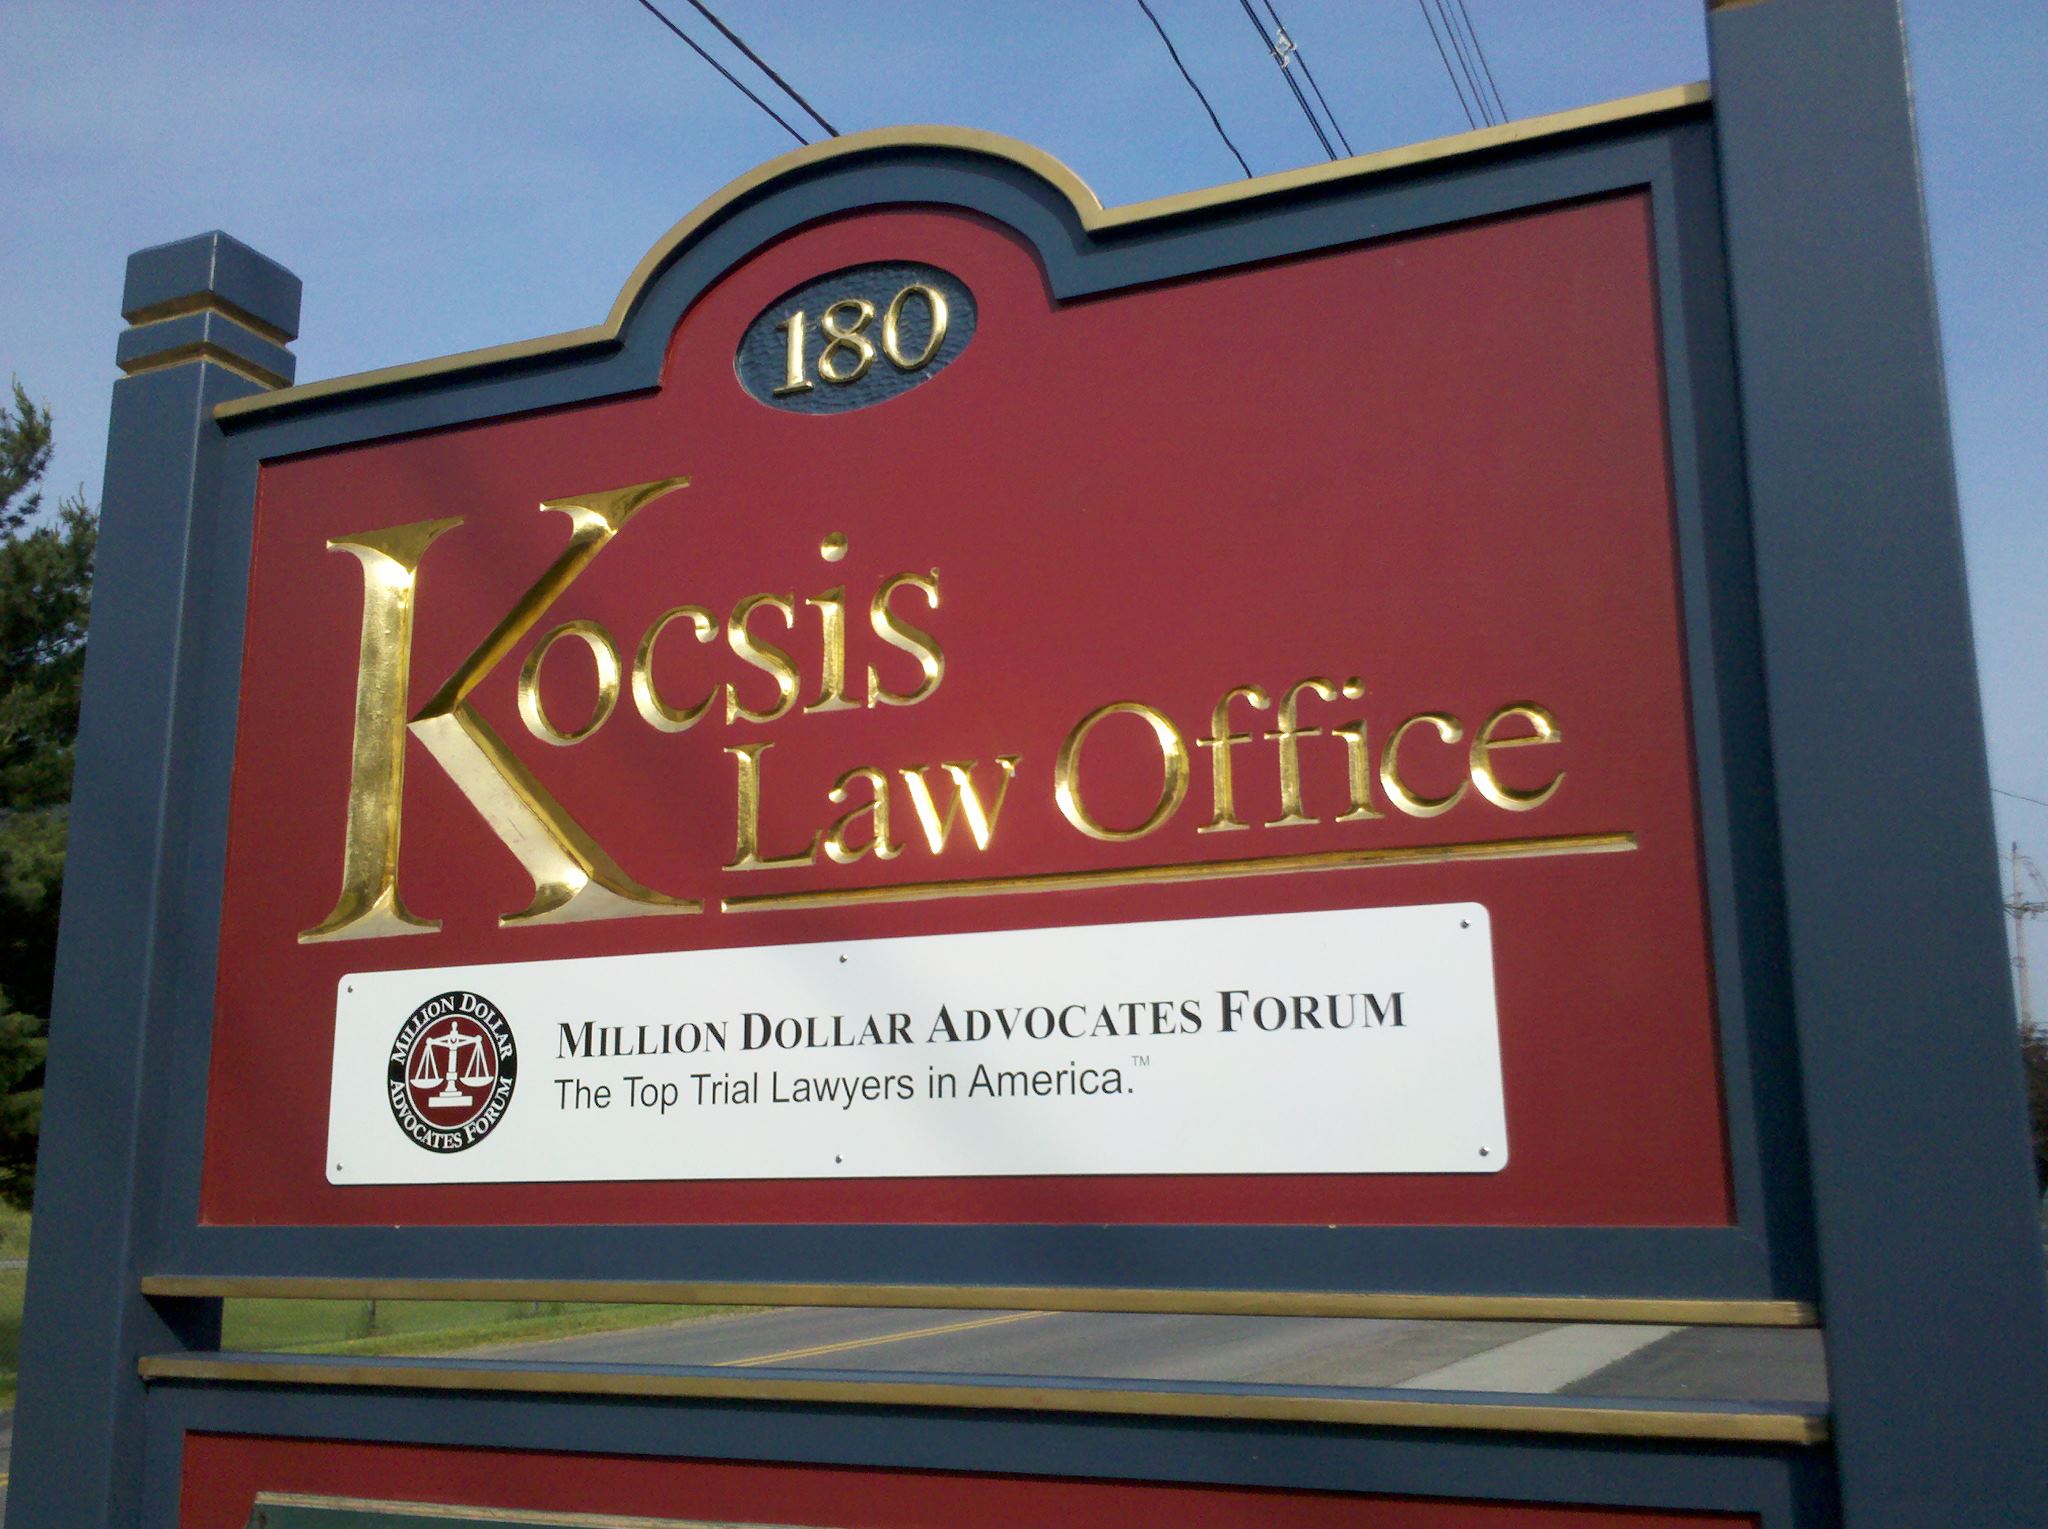 180
Kocsis
Law Office
MILLION DOLLAR
ADVOCATES FORUM
MILLION DOLLAR ADVOCATES FORUM
The Top Trial Lawyers in America.™